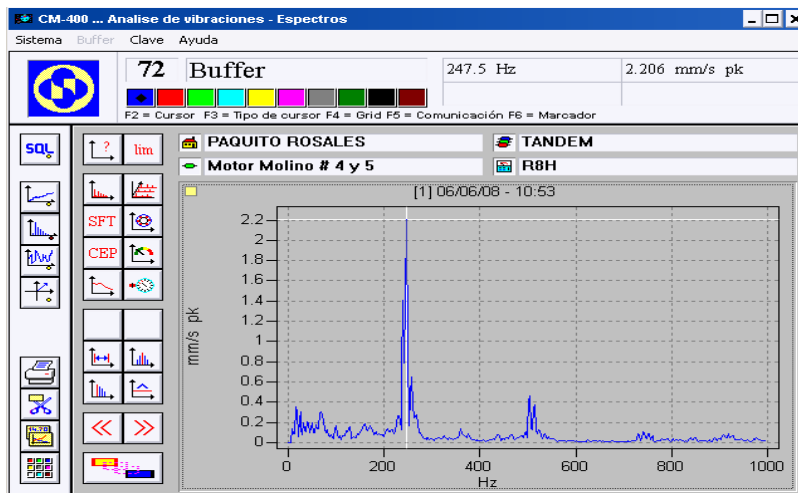 CM-400 ... Analise de vibraciones - Espectros
Sistema Buffer Clave Ayuda
72 Buffer 247.5 Hz 2.206 mm/s pk
F2 = Cursor F3 = Tipo de cursor F4 = Grid F5 = Comunicación F6 = Marcador
SQL ? lim PAQUITO ROSALES TANDEM
Motor Molino # 4 y 5 R8H
[1] 06/06/08 - 10:53
SFT
CEP
2.2
2
1.8
1.6
1.4
1.2
1
0.8
0.6
0.4
0.2
0
mm/s pk
0 200 400 600 800 1000
Hz
14.70